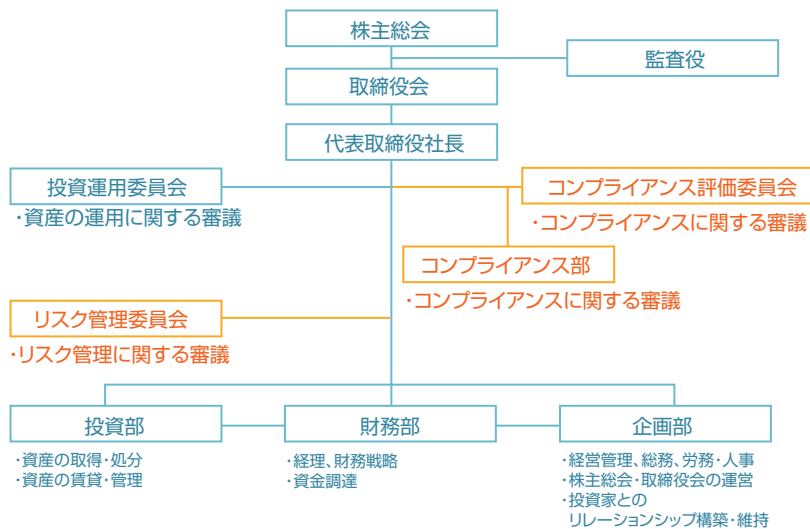 株主総会
監査役
取締役会
代表取締役社長
投資運用委員会
・資産の運用に関する審議
コンプライアンス評価委員会
・コンプライアンスに関する審議
コンプライアンス部
・コンプライアンスに関する審議
リスク管理委員会
・リスク管理に関する審議
投資部
・資産の取得・処分
・資産の賃貸・管理
財務部
・経理、財務戦略
・資金調達
企画部
・経営管理、総務、労務・人事
・株主総会・取締役会の運営
・投資家との
リレーションシップ構築・維持